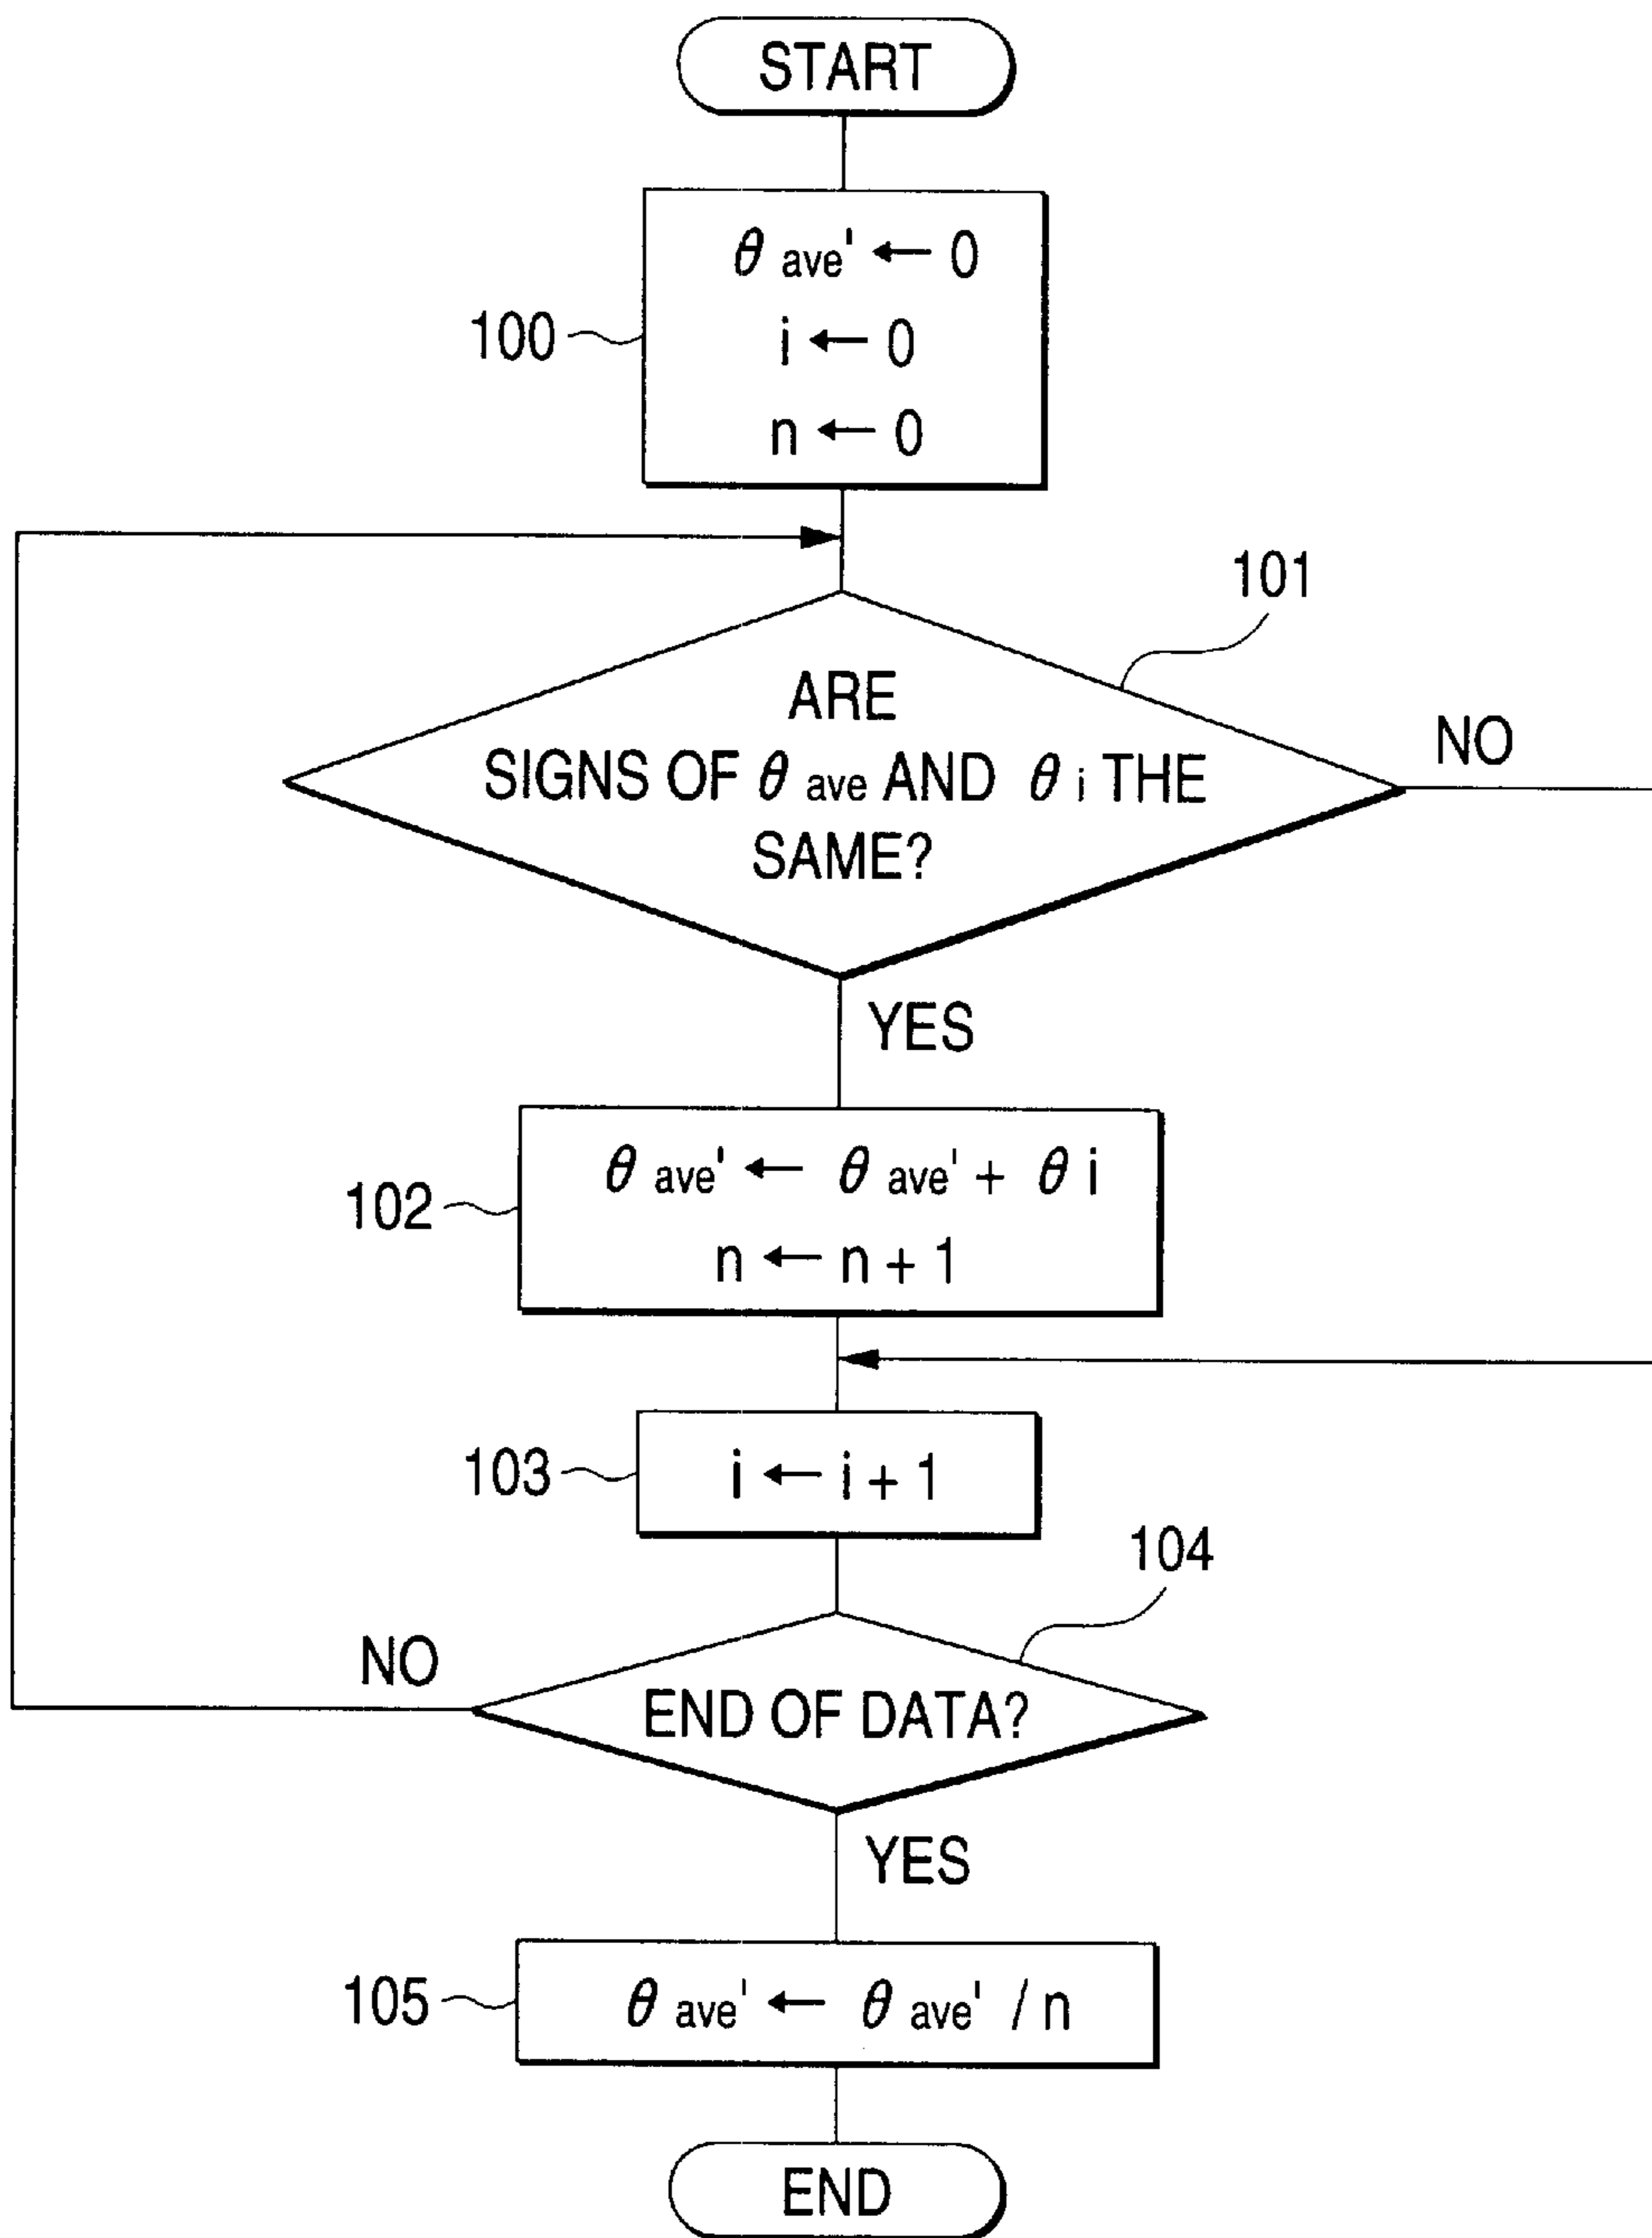 START
θ ave' ← 0
100
i ← 0
n ← 0
101
ARE
SIGNS OF θ ave AND θ i THE
SAME?
NO
YES
θ ave' ← θ ave' + θ i
102
n ← n + 1
103
i ← i + 1
104
NO
END OF DATA?
YES
105
θ ave' ← θ ave' / n
END